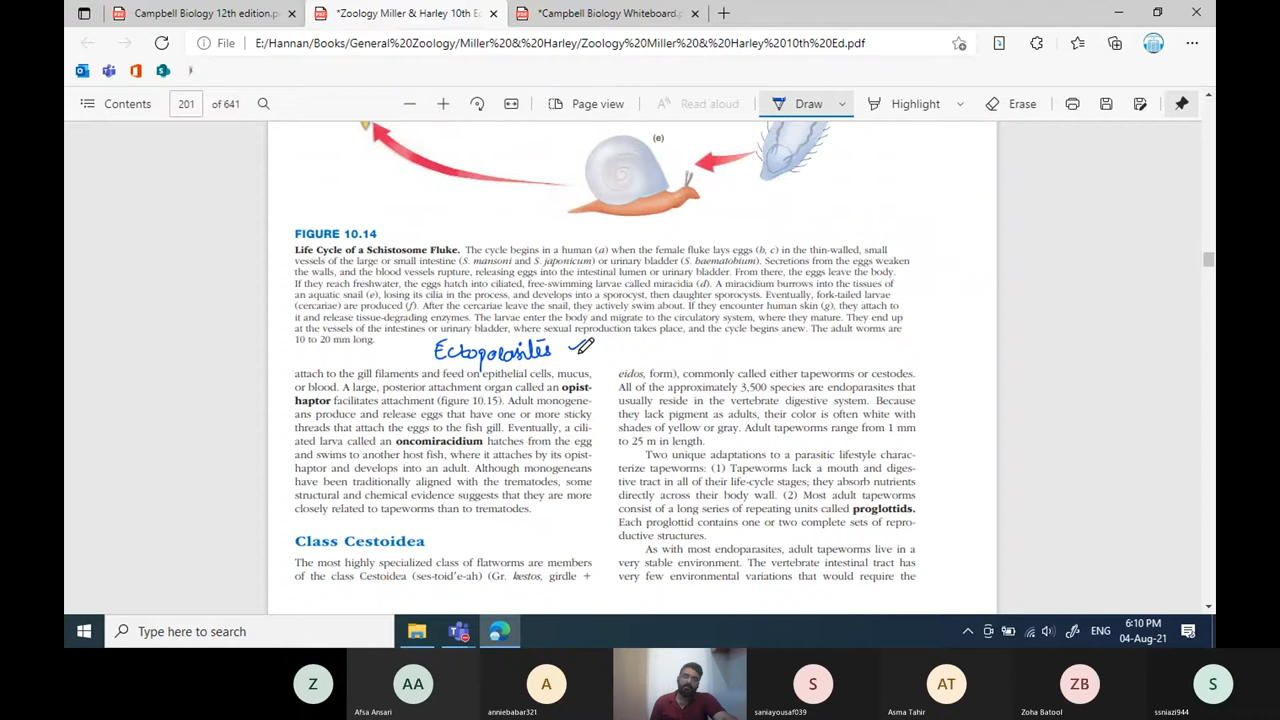 Campbell Biology 12th edition.p
*Zoology Miller & Harley 10th Ec
*Campbell Biology Whiteboard.p
File
E:/Hannan/Books/General%20Zoology/Miller%20&%20Harley/Zoology%20Miller%20&%20Harley%2010th%20Ed.pdf
Contents
201
of 641
Page view
Read aloud
Draw
Highlight
Erase
(e)
FIGURE 10.14
Life Cycle of a Schistosome Fluke. The cycle begins in a human (a) when the female fluke lays eggs (b, c) in the thin-walled, small
vessels of the large or small intestine (S. mansoni and S. japonicum) or urinary bladder (S. haematobium). Secretions from the eggs weaken
the walls, and the blood vessels rupture, releasing eggs into the intestinal lumen or urinary bladder. From there, the eggs leave the body.
If they reach freshwater, the eggs hatch into ciliated, free-swimming larvae called miracidia (d). A miracidium burrows into the tissues of
an aquatic snail (e), losing its cilia in the process, and develops into a sporocyst, then daughter sporocysts. Eventually, fork-tailed larvae
(cercariae) are produced (f). After the cercariae leave the snail, they actively swim about. If they encounter human skin (g), they attach to
it and release tissue-degrading enzymes. The larvae enter the body and migrate to the circulatory system, where they mature. They end up
at the vessels of the intestines or urinary bladder, where sexual reproduction takes place, and the cycle begins anew. The adult worms are
10 to 20 mm long.
Ectoparasites
attach to the gill filaments and feed on epithelial cells, mucus,
or blood. A large, posterior attachment organ called an opist-
haptor facilitates attachment (figure 10.15). Adult monogene-
ans produce and release eggs that have one or more sticky
threads that attach the eggs to the fish gill. Eventually, a cili-
ated larva called an oncomiracidium hatches from the egg
and swims to another host fish, where it attaches by its opist-
haptor and develops into an adult. Although monogeneans
have been traditionally aligned with the trematodes, some
structural and chemical evidence suggests that they are more
closely related to tapeworms than to trematodes.
Class Cestoidea
The most highly specialized class of flatworms are members
of the class Cestoidea (ses-toid'e-ah) (Gr. kestos, girdle +
eidos, form), commonly called either tapeworms or cestodes.
All of the approximately 3,500 species are endoparasites that
usually reside in the vertebrate digestive system. Because
they lack pigment as adults, their color is often white with
shades of yellow or gray. Adult tapeworms range from 1 mm
to 25 m in length.
Two unique adaptations to a parasitic lifestyle charac-
terize tapeworms: (1) Tapeworms lack a mouth and diges-
tive tract in all of their life-cycle stages; they absorb nutrients
directly across their body wall. (2) Most adult tapeworms
consist of a long series of repeating units called proglottids.
Each proglottid contains one or two complete sets of repro-
ductive structures.
As with most endoparasites, adult tapeworms live in a
very stable environment. The vertebrate intestinal tract has
very few environmental variations that would require the
Type here to search
ENG
6:10 PM
04-Aug-21
Z
AA
A
S
AT
ZB
S
Afsa Ansari
anniebabar321
saniayousaf039
Asma Tahir
Zoha Batool
ssniazi944